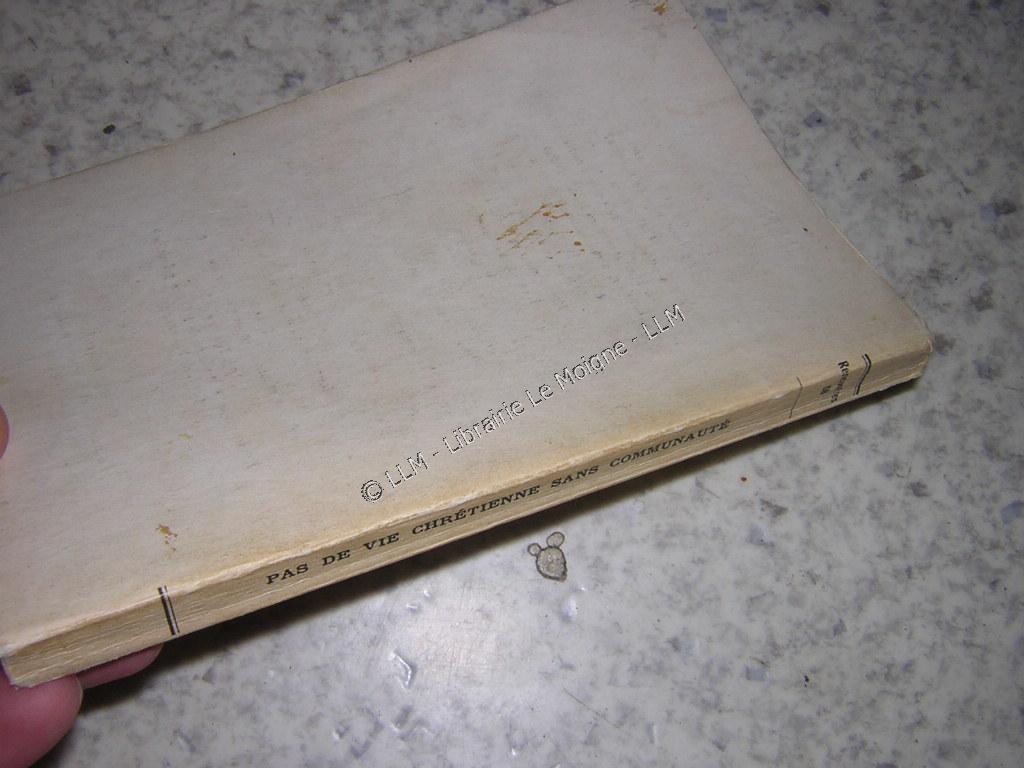 © LLM - Librairie Le Moigne - LLM
PAS DE VIE CHRÉTIENNE SANS COMMUNAUTÉ